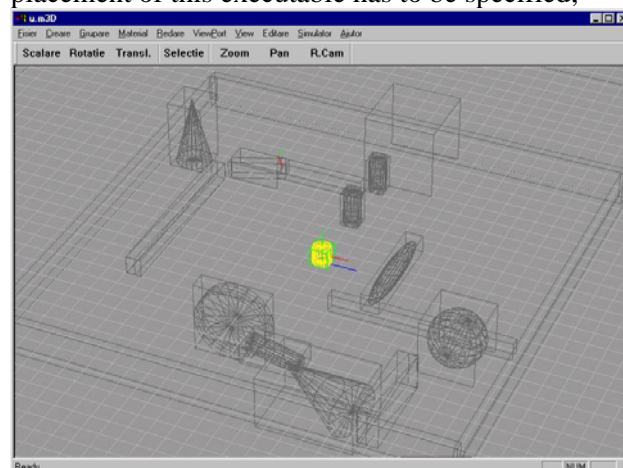 placement of this executable has to be specified;
u.m3D
Fisier Creare Grupare Material Redare ViewPort View Editare Simulator Ajutor
Scalare Rotatie Transl. Selectie Zoom Pan R.Cam
Ready NUM